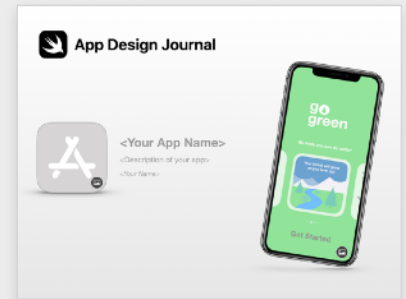 App Design Journal
<Your App Name>
<Description of your app>
<Your Name>
go
green
Get Started